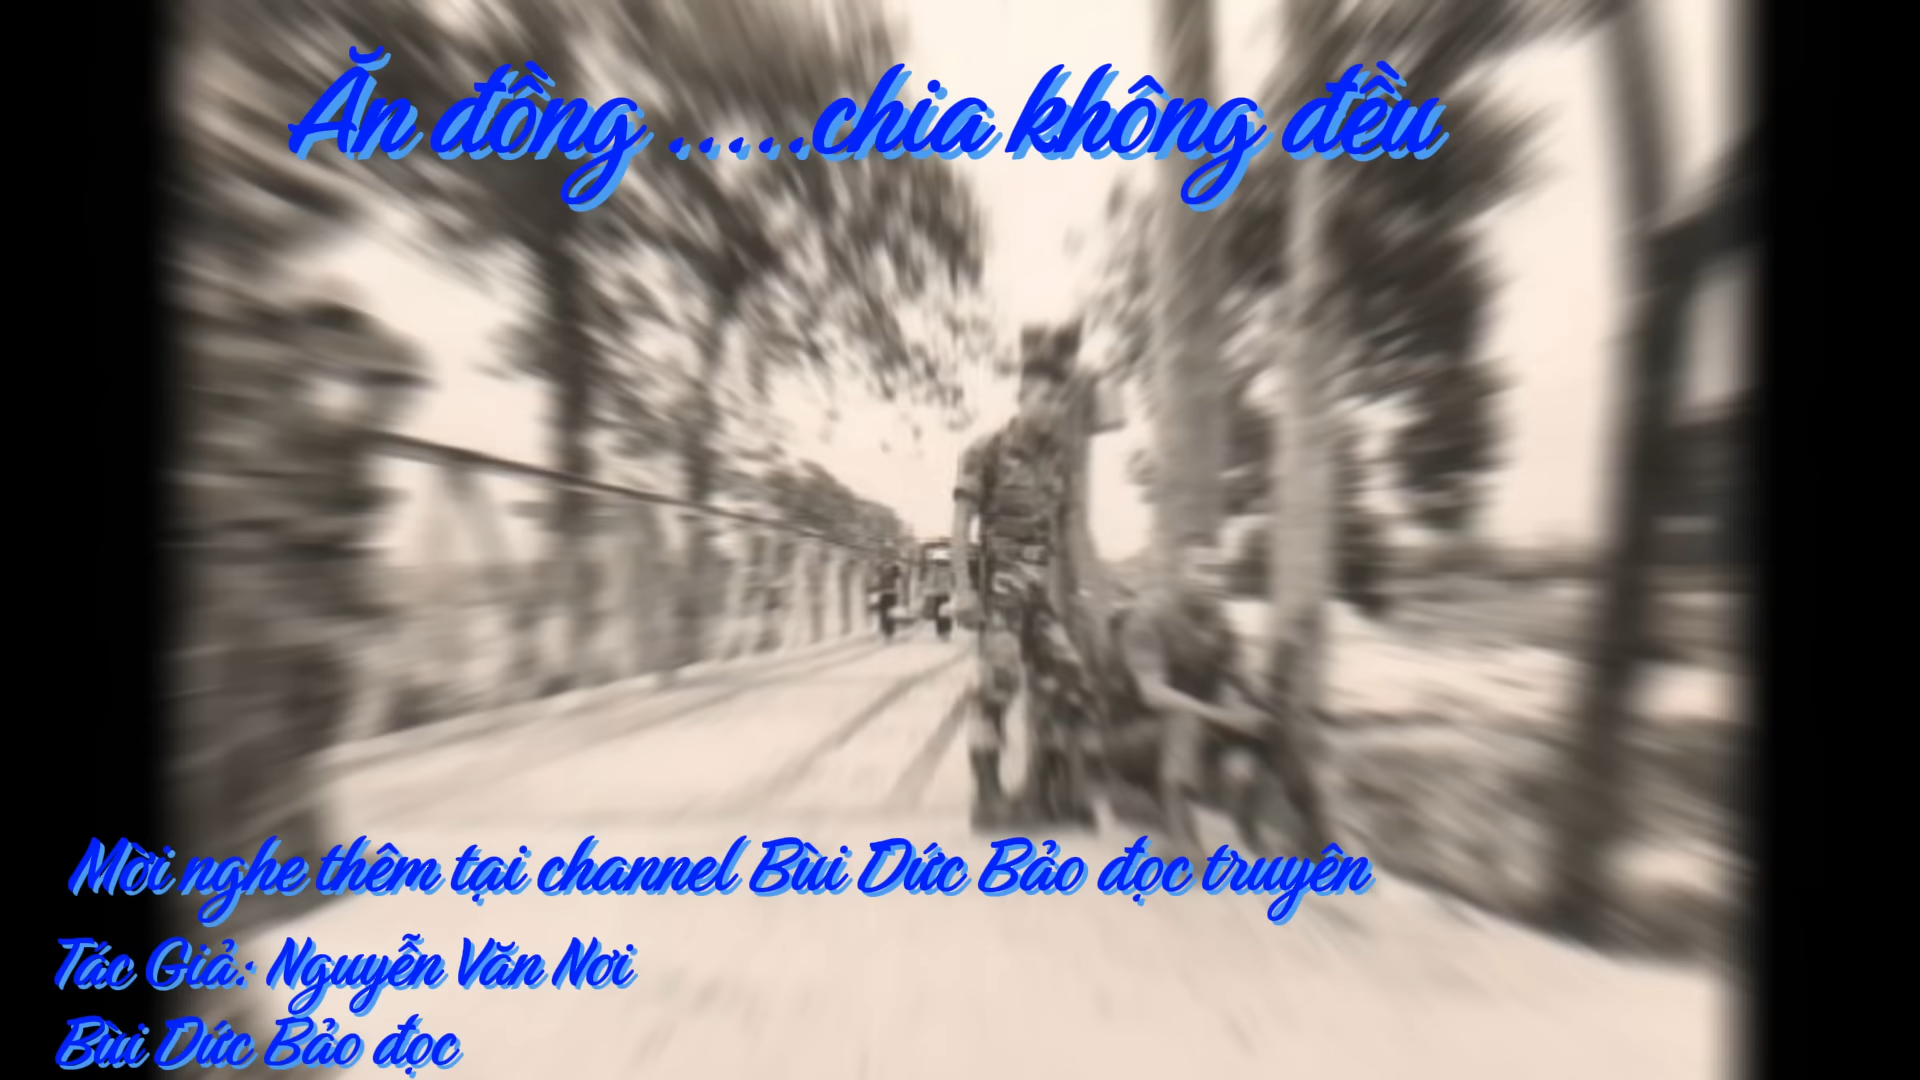 Ăn đồng .....chia không đều
Mời nghe thêm tại channel Bùi Đức Bảo đọc truyên
Tác Giả: Nguyễn Văn Nơi
Bùi Đức Bảo đọc